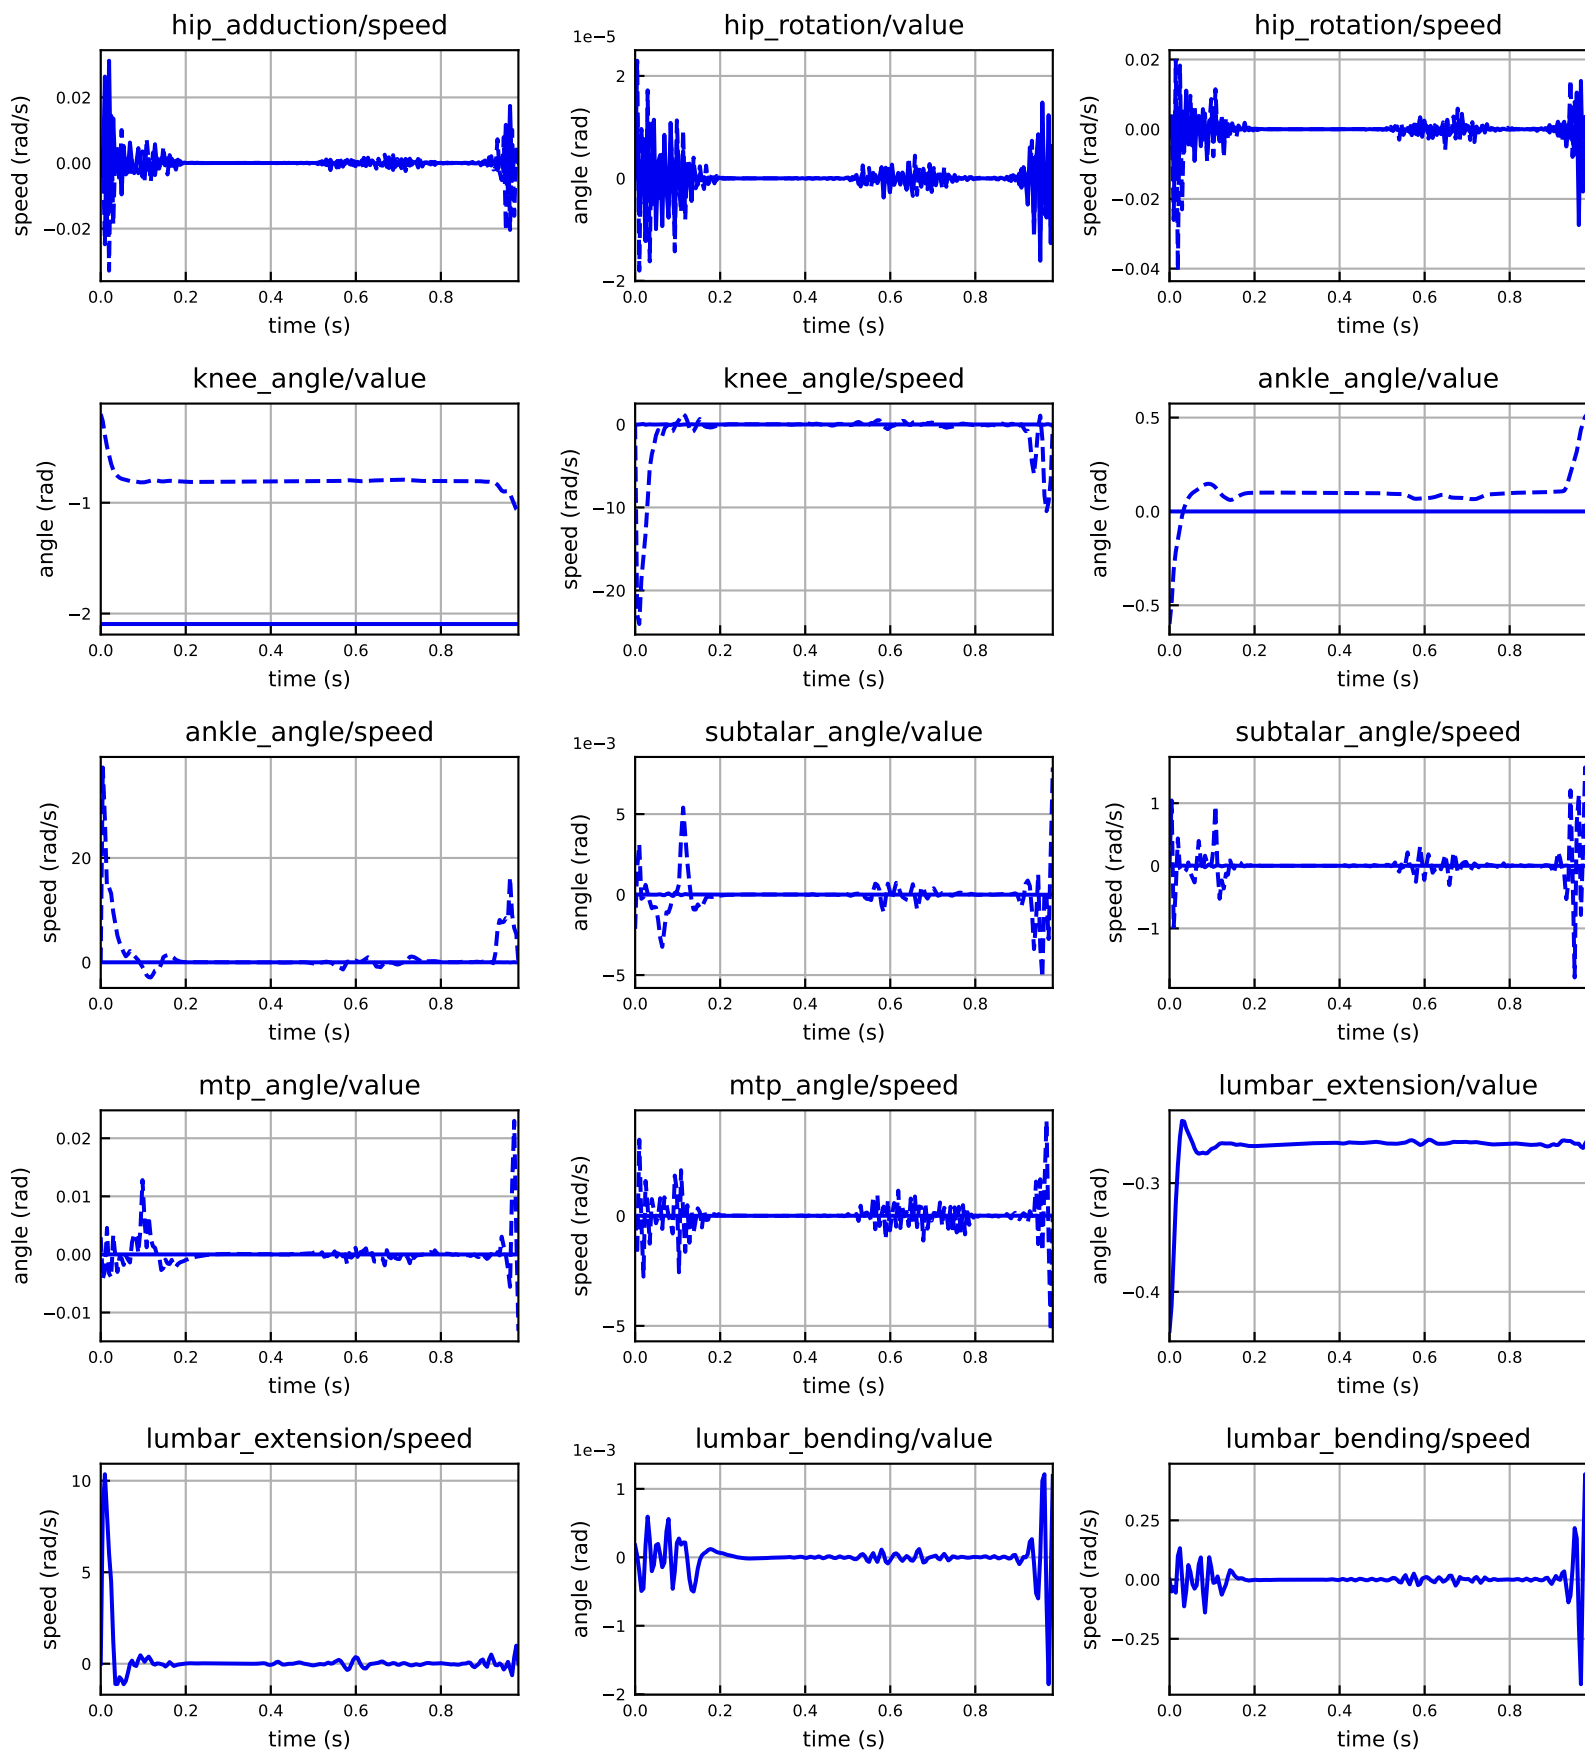 hip_adduction/speed
speed (rad/s)
0.02
0.00
−0.02
0.0 0.2 0.4 0.6 0.8
time (s)
hip_rotation/value
1e−5
angle (rad)
2
0
−2
0.0 0.2 0.4 0.6 0.8
time (s)
hip_rotation/speed
speed (rad/s)
0.02
0.00
−0.02
−0.04
0.0 0.2 0.4 0.6 0.8
time (s)
knee_angle/value
angle (rad)
−1
−2
0.0 0.2 0.4 0.6 0.8
time (s)
knee_angle/speed
speed (rad/s)
0
−10
−20
0.0 0.2 0.4 0.6 0.8
time (s)
ankle_angle/value
angle (rad)
0.5
0.0
−0.5
0.0 0.2 0.4 0.6 0.8
time (s)
ankle_angle/speed
speed (rad/s)
20
0
0.0 0.2 0.4 0.6 0.8
time (s)
subtalar_angle/value
1e−3
angle (rad)
5
0
−5
0.0 0.2 0.4 0.6 0.8
time (s)
subtalar_angle/speed
speed (rad/s)
1
0
−1
0.0 0.2 0.4 0.6 0.8
time (s)
mtp_angle/value
angle (rad)
0.02
0.01
0.00
−0.01
0.0 0.2 0.4 0.6 0.8
time (s)
mtp_angle/speed
speed (rad/s)
0
−5
0.0 0.2 0.4 0.6 0.8
time (s)
lumbar_extension/value
angle (rad)
−0.3
−0.4
0.0 0.2 0.4 0.6 0.8
time (s)
lumbar_extension/speed
speed (rad/s)
10
5
0
0.0 0.2 0.4 0.6 0.8
time (s)
lumbar_bending/value
1e−3
angle (rad)
1
0
−1
−2
0.0 0.2 0.4 0.6 0.8
time (s)
lumbar_bending/speed
speed (rad/s)
0.25
0.00
−0.25
0.0 0.2 0.4 0.6 0.8
time (s)